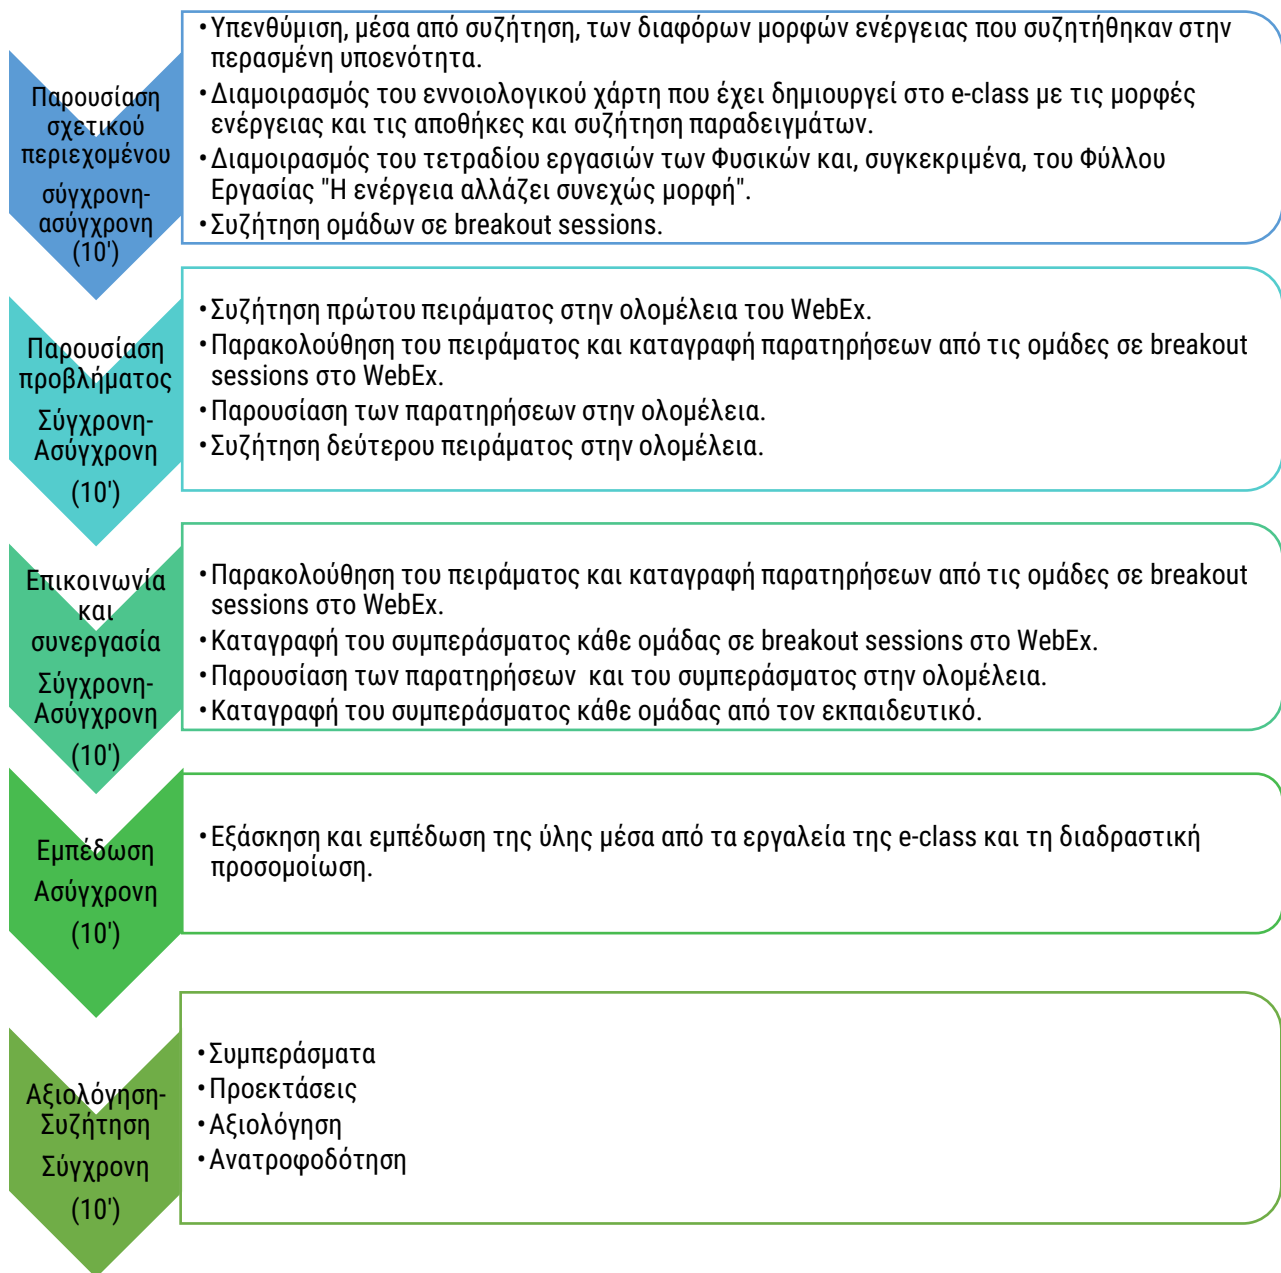 Παρουσίαση
σχετικού
περιεχομένου
σύγχρονη-
ασύγχρονη
(10')
•Υπενθύμιση, μέσα από συζήτηση, των διαφόρων μορφών ενέργειας που συζητήθηκαν στην
περασμένη υποενότητα.
•Διαμοιρασμός του εννοιολογικού χάρτη που έχει δημιουργεί στο e-class με τις μορφές
ενέργειας και τις αποθήκες και συζήτηση παραδειγμάτων.
•Διαμοιρασμός του τετραδίου εργασιών των Φυσικών και, συγκεκριμένα, του Φύλλου
Εργασίας "Η ενέργεια αλλάζει συνεχώς μορφή".
•Συζήτηση ομάδων σε breakout sessions.
Παρουσίαση
προβλήματος
Σύγχρονη-
Ασύγχρονη
(10')
•Συζήτηση πρώτου πειράματος στην ολομέλεια του WebEx.
•Παρακολούθηση του πειράματος και καταγραφή παρατηρήσεων από τις ομάδες σε breakout
sessions στο WebEx.
•Παρουσίαση των παρατηρήσεων στην ολομέλεια.
•Συζήτηση δεύτερου πειράματος στην ολομέλεια.
Επικοινωνία
και
συνεργασία
Σύγχρονη-
Ασύγχρονη
(10')
•Παρακολούθηση του πειράματος και καταγραφή παρατηρήσεων από τις ομάδες σε breakout
sessions στο WebEx.
•Καταγραφή του συμπεράσματος κάθε ομάδας σε breakout sessions στο WebEx.
•Παρουσίαση των παρατηρήσεων  και του συμπεράσματος στην ολομέλεια.
•Καταγραφή του συμπεράσματος κάθε ομάδας από τον εκπαιδευτικό.
Εμπέδωση
Ασύγχρονη
(10')
•Εξάσκηση και εμπέδωση της ύλης μέσα από τα εργαλεία της e-class και τη διαδραστική
προσομοίωση.
Αξιολόγηση-
Συζήτηση
Σύγχρονη
(10')
•Συμπεράσματα
•Προεκτάσεις
•Αξιολόγηση
•Ανατροφοδότηση